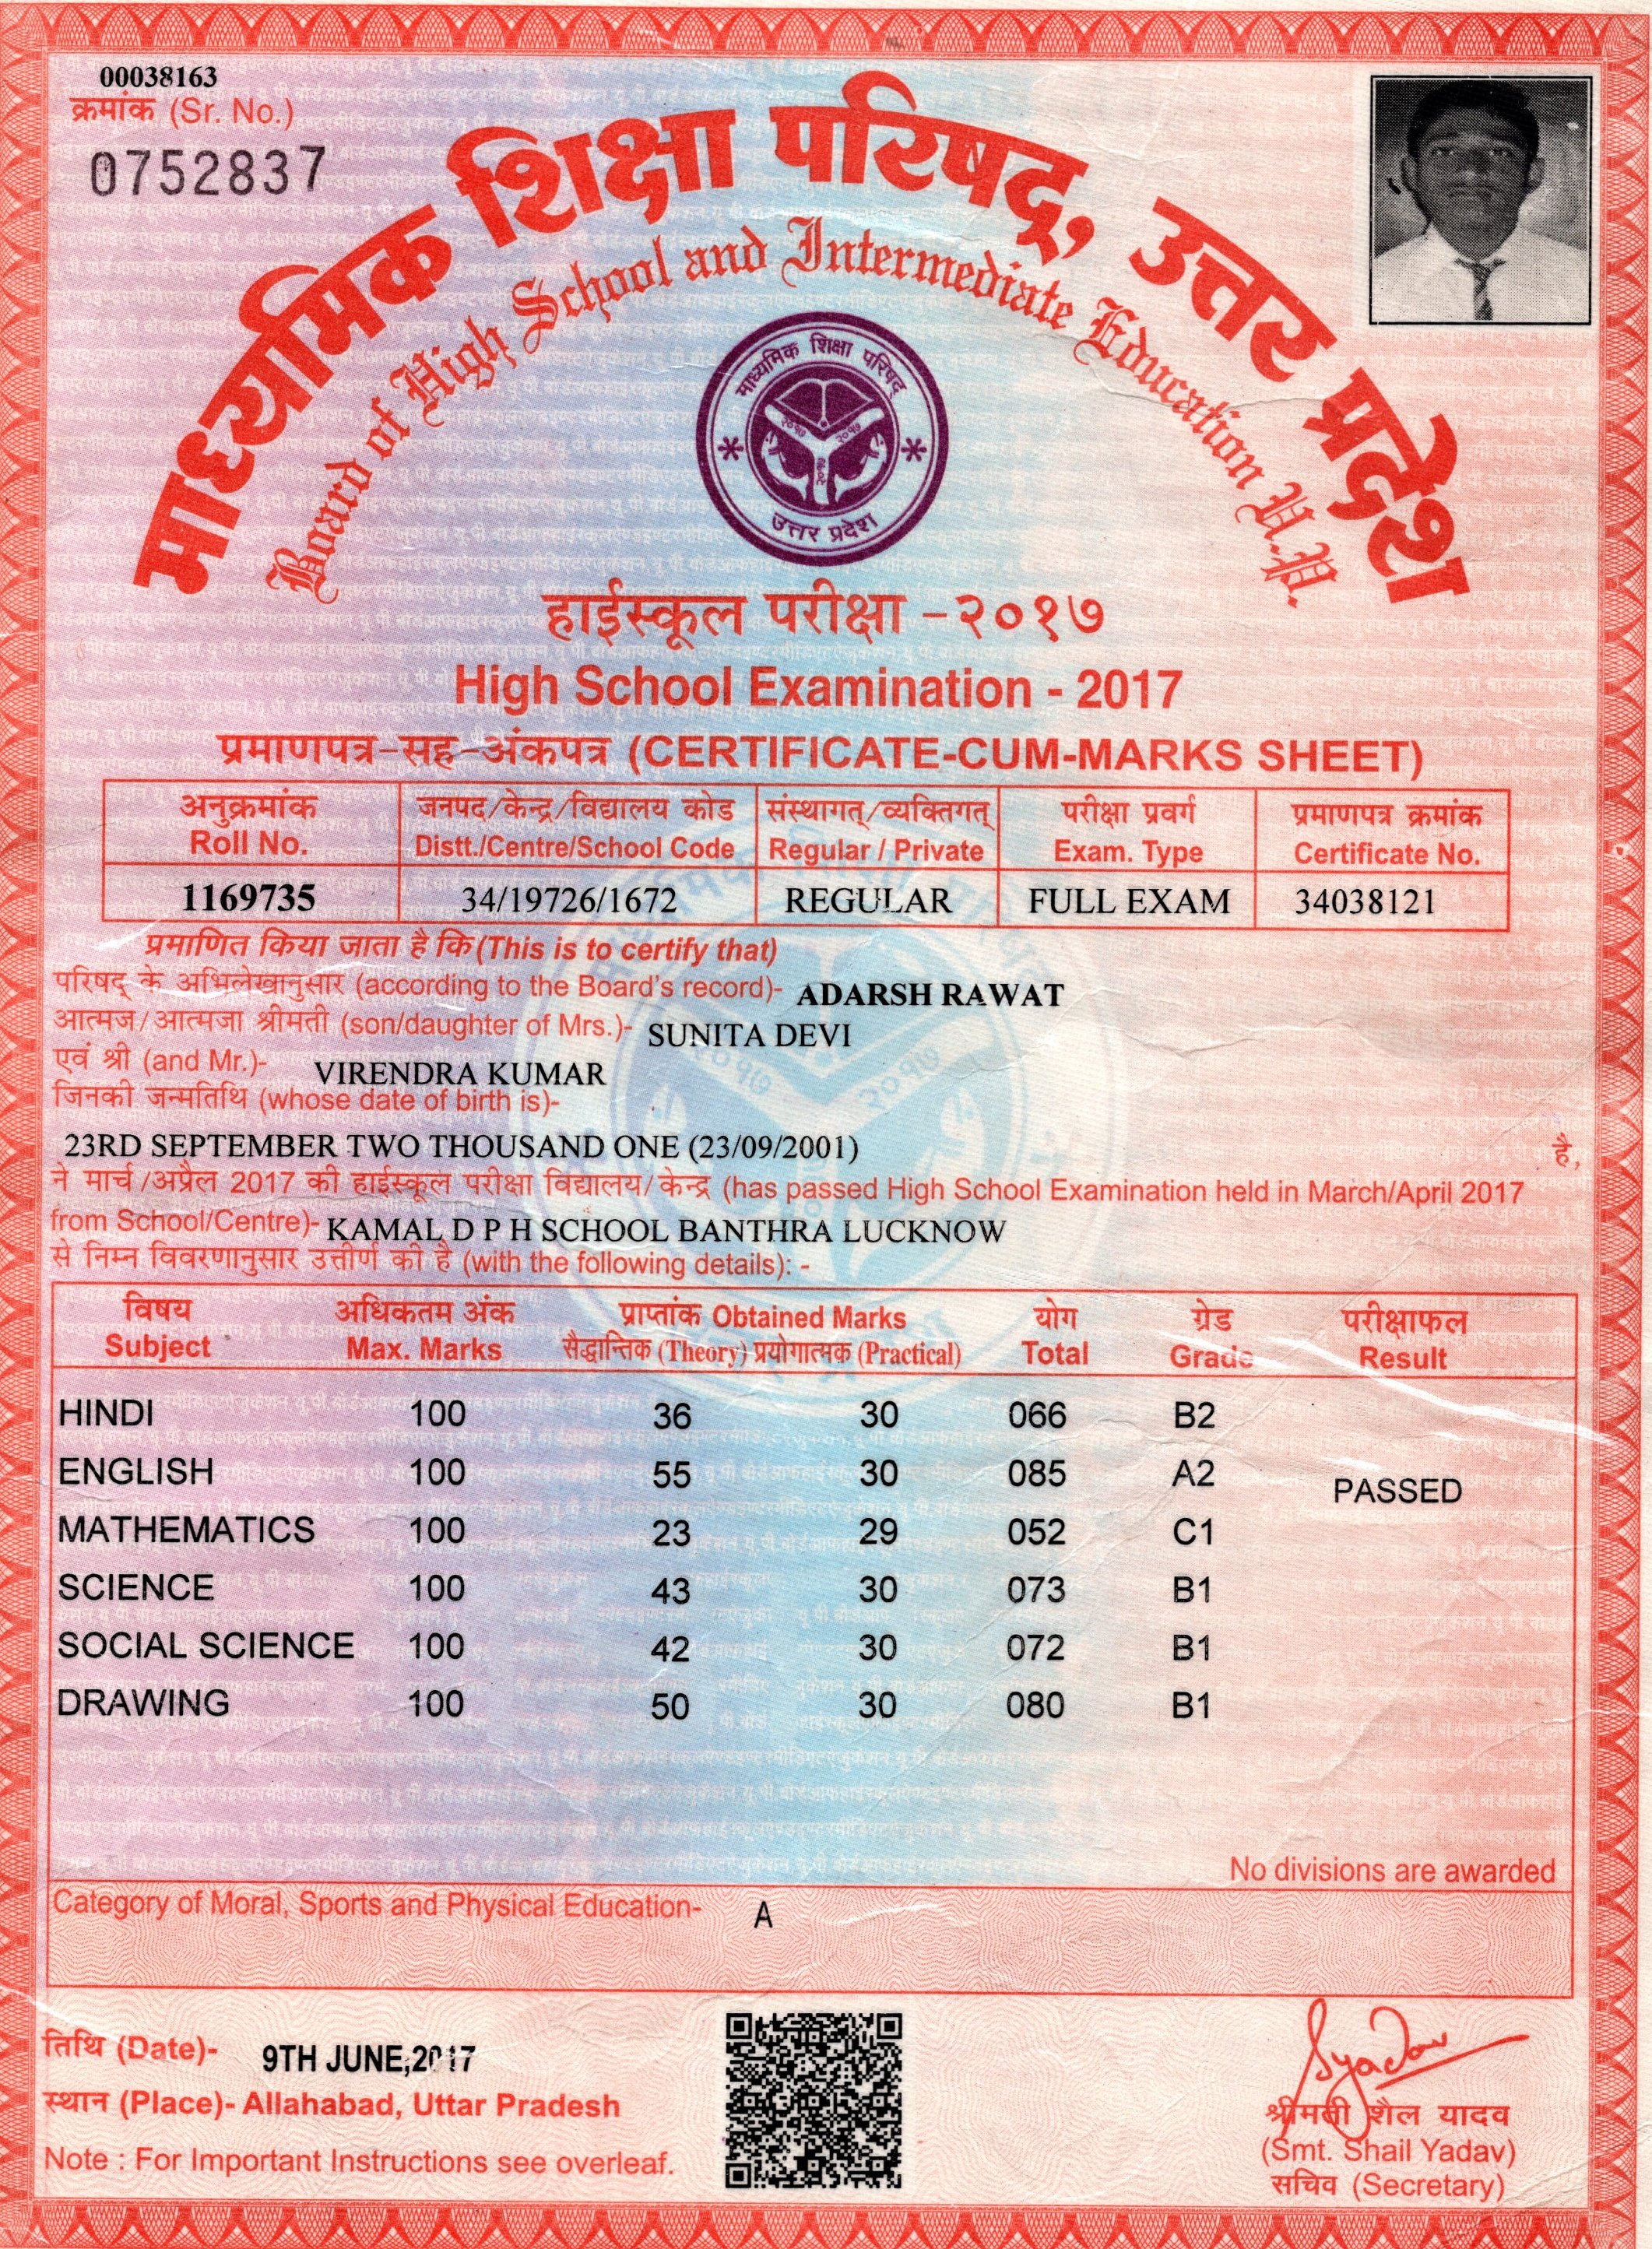 00038163
क्रमांक (Sr. No.)
0752837
माध्यमिक शिक्षा परिषद्, उत्तर प्रदेश
Board of High School and Intermediate Education U.P.
माध्यमिक शिक्षा परिषद्
२०१७ २०१७
२०१७
उत्तर प्रदेश
हाईस्कूल परीक्षा -२०१७
High School Examination - 2017
प्रमाणपत्र-सह-अंकपत्र (CERTIFICATE-CUM-MARKS SHEET)
अनुक्रमांक जनपद/केन्द्र/विद्यालय कोड संस्थागत्/व्यक्तिगत् परीक्षा प्रवर्ग प्रमाणपत्र क्रमांक
Roll No. Distt./Centre/School Code Regular / Private Exam. Type Certificate No.
1169735 34/19726/1672 REGULAR FULL EXAM 34038121
प्रमाणित किया जाता है कि (This is to certify that)
परिषद् के अभिलेखानुसार (according to the Board's record)- ADARSH RAWAT
आत्मज/आत्मजा श्रीमती (son/daughter of Mrs.)- SUNITA DEVI
एवं श्री (and Mr.)- VIRENDRA KUMAR
जिनकी जन्मतिथि (whose date of birth is)-
23RD SEPTEMBER TWO THOUSAND ONE (23/09/2001) है,
ने मार्च/अप्रैल 2017 की हाईस्कूल परीक्षा विद्यालय/केन्द्र (has passed High School Examination held in March/April 2017
from School/Centre)- KAMAL D P H SCHOOL BANTHRA LUCKNOW
से निम्न विवरणानुसार उत्तीर्ण की है (with the following details): -
विषय अधिकतम अंक प्राप्तांक Obtained Marks योग ग्रेड परीक्षाफल
Subject Max. Marks सैद्धान्तिक (Theory) प्रयोगात्मक (Practical) Total Grade Result
HINDI 100 36 30 066 B2
ENGLISH 100 55 30 085 A2 PASSED
MATHEMATICS 100 23 29 052 C1
SCIENCE 100 43 30 073 B1
SOCIAL SCIENCE 100 42 30 072 B1
DRAWING 100 50 30 080 B1
No divisions are awarded
Category of Moral, Sports and Physical Education- A
तिथि (Date)- 9TH JUNE,2017
स्थान (Place)- Allahabad, Uttar Pradesh
Note : For Important Instructions see overleaf.
Syadav
श्रीमती शैल यादव
(Smt. Shail Yadav)
सचिव (Secretary)